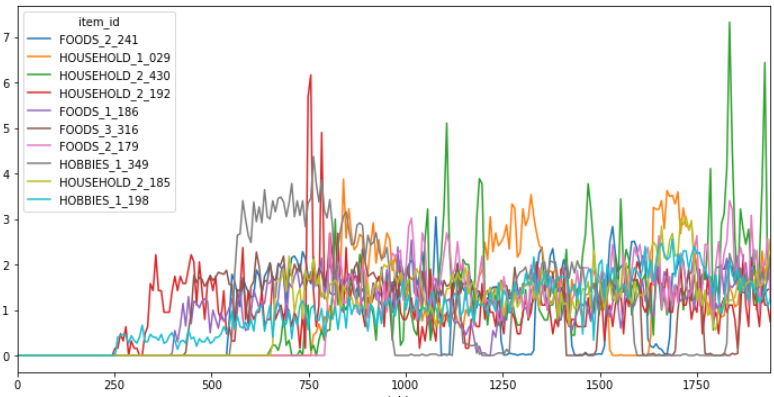 item_id
FOODS_2_241
HOUSEHOLD_1_029
HOUSEHOLD_2_430
HOUSEHOLD_2_192
FOODS_1_186
FOODS_3_316
FOODS_2_179
HOBBIES_1_349
HOUSEHOLD_2_185
HOBBIES_1_198
7
6
5
4
3
2
1
0
0 250 500 750 1000 1250 1500 1750